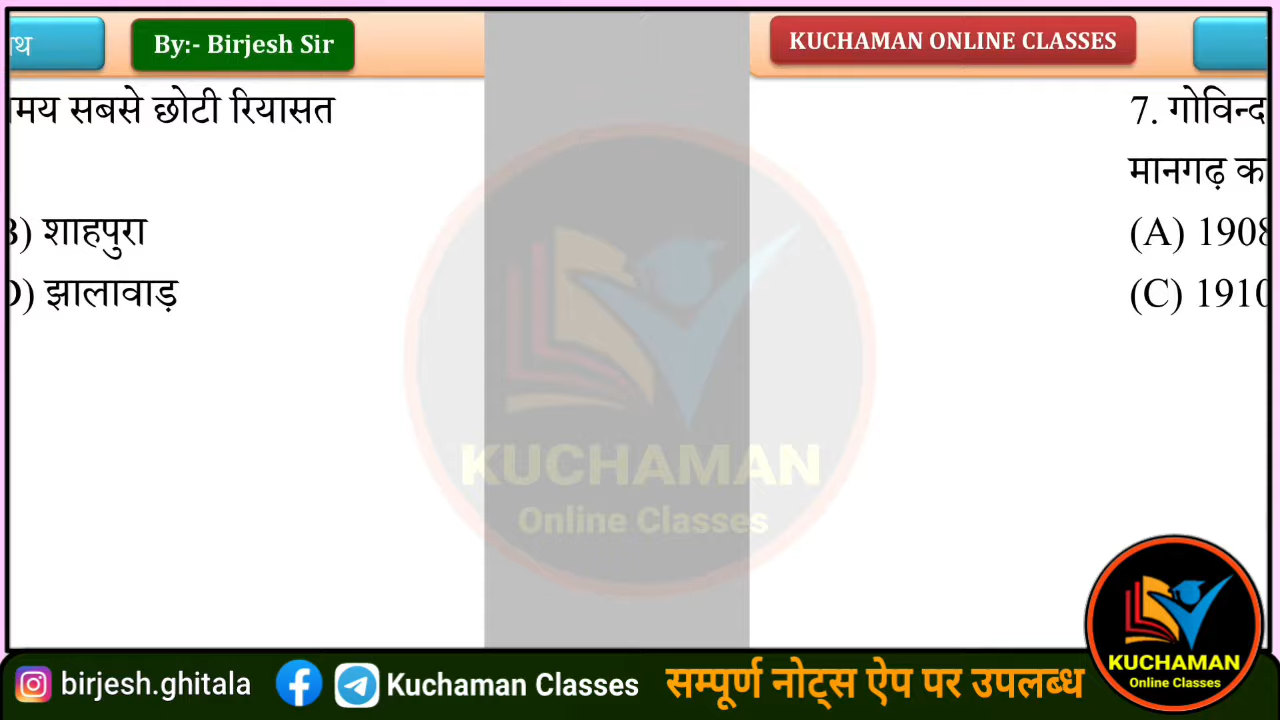 By:- Birjesh Sir
KUCHAMAN ONLINE CLASSES
सबसे छोटी रियासत
शाहपुरा
झालावाड़
7. गोविन्द
मानगढ़
(A) 1908
(C) 1910
KUCHAMAN
Online Classes
birjesh.ghitala
Kuchaman Classes
सम्पूर्ण नोट्स ऐप पर उपलब्ध
KUCHAMAN
Online Classes